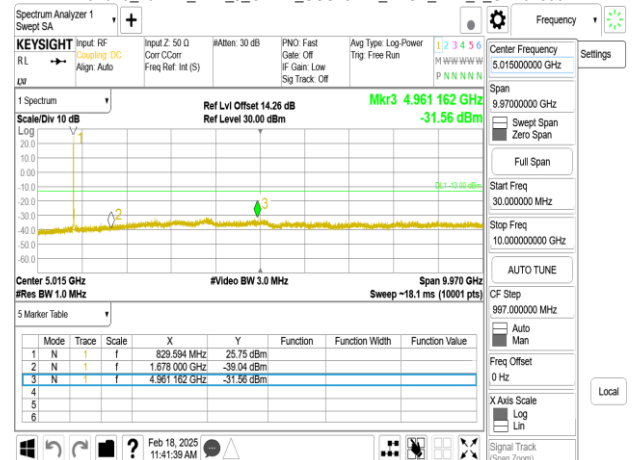 Spectrum Analyzer 1
Swept SA
Frequency
KEYSIGHT
RL
Input: RF
Coupling: DC
Align: Auto
Input Z: 50 Ω
Corr CCorr
Freq Ref: Int (S)
#Atten: 30 dB
PNO: Fast
Gate: Off
IF Gain: Low
Sig Track: Off
Avg Type: Log-Power
Trig: Free Run
1 2 3 4 5 6
M W W W W W
P N N N N N
1 Spectrum
Scale/Div 10 dB
Ref Lvl Offset 14.26 dB
Ref Level 30.00 dBm
Mkr3 4.961 162 GHz
-31.56 dBm
Log
20.0
10.0
0.00
-10.0
-20.0
-30.0
-40.0
-50.0
-60.0
1
2
3
DL1 -13.00 dBm
Center 5.015 GHz
#Res BW 1.0 MHz
#Video BW 3.0 MHz
Span 9.970 GHz
Sweep ~18.1 ms (10001 pts)
5 Marker Table
Mode Trace Scale X Y Function Function Width Function Value
1 N 1 f 829.594 MHz 25.75 dBm
2 N 1 f 1.678 000 GHz -39.04 dBm
3 N 1 f 4.961 162 GHz -31.56 dBm
4
5
6
?
Feb 18, 2025
11:41:39 AM
Center Frequency
5.015000000 GHz
Settings
Span
9.97000000 GHz
Swept Span
Zero Span
Full Span
Start Freq
30.000000 MHz
Stop Freq
10.000000000 GHz
AUTO TUNE
CF Step
997.000000 MHz
Auto
Man
Freq Offset
0 Hz
Local
X Axis Scale
Log
Lin
Signal Track
(Span Zoom)